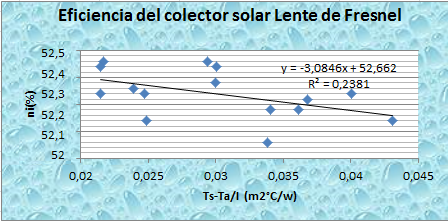 Eficiencia del colector solar Lente de Fresnel
ni(%)
52,5
52,4
52,3
52,2
52,1
52
y = -3,0846x + 52,662
R² = 0,2381
0,02 0,025 0,03 0,035 0,04 0,045
Ts-Ta/I (m2°C/w)